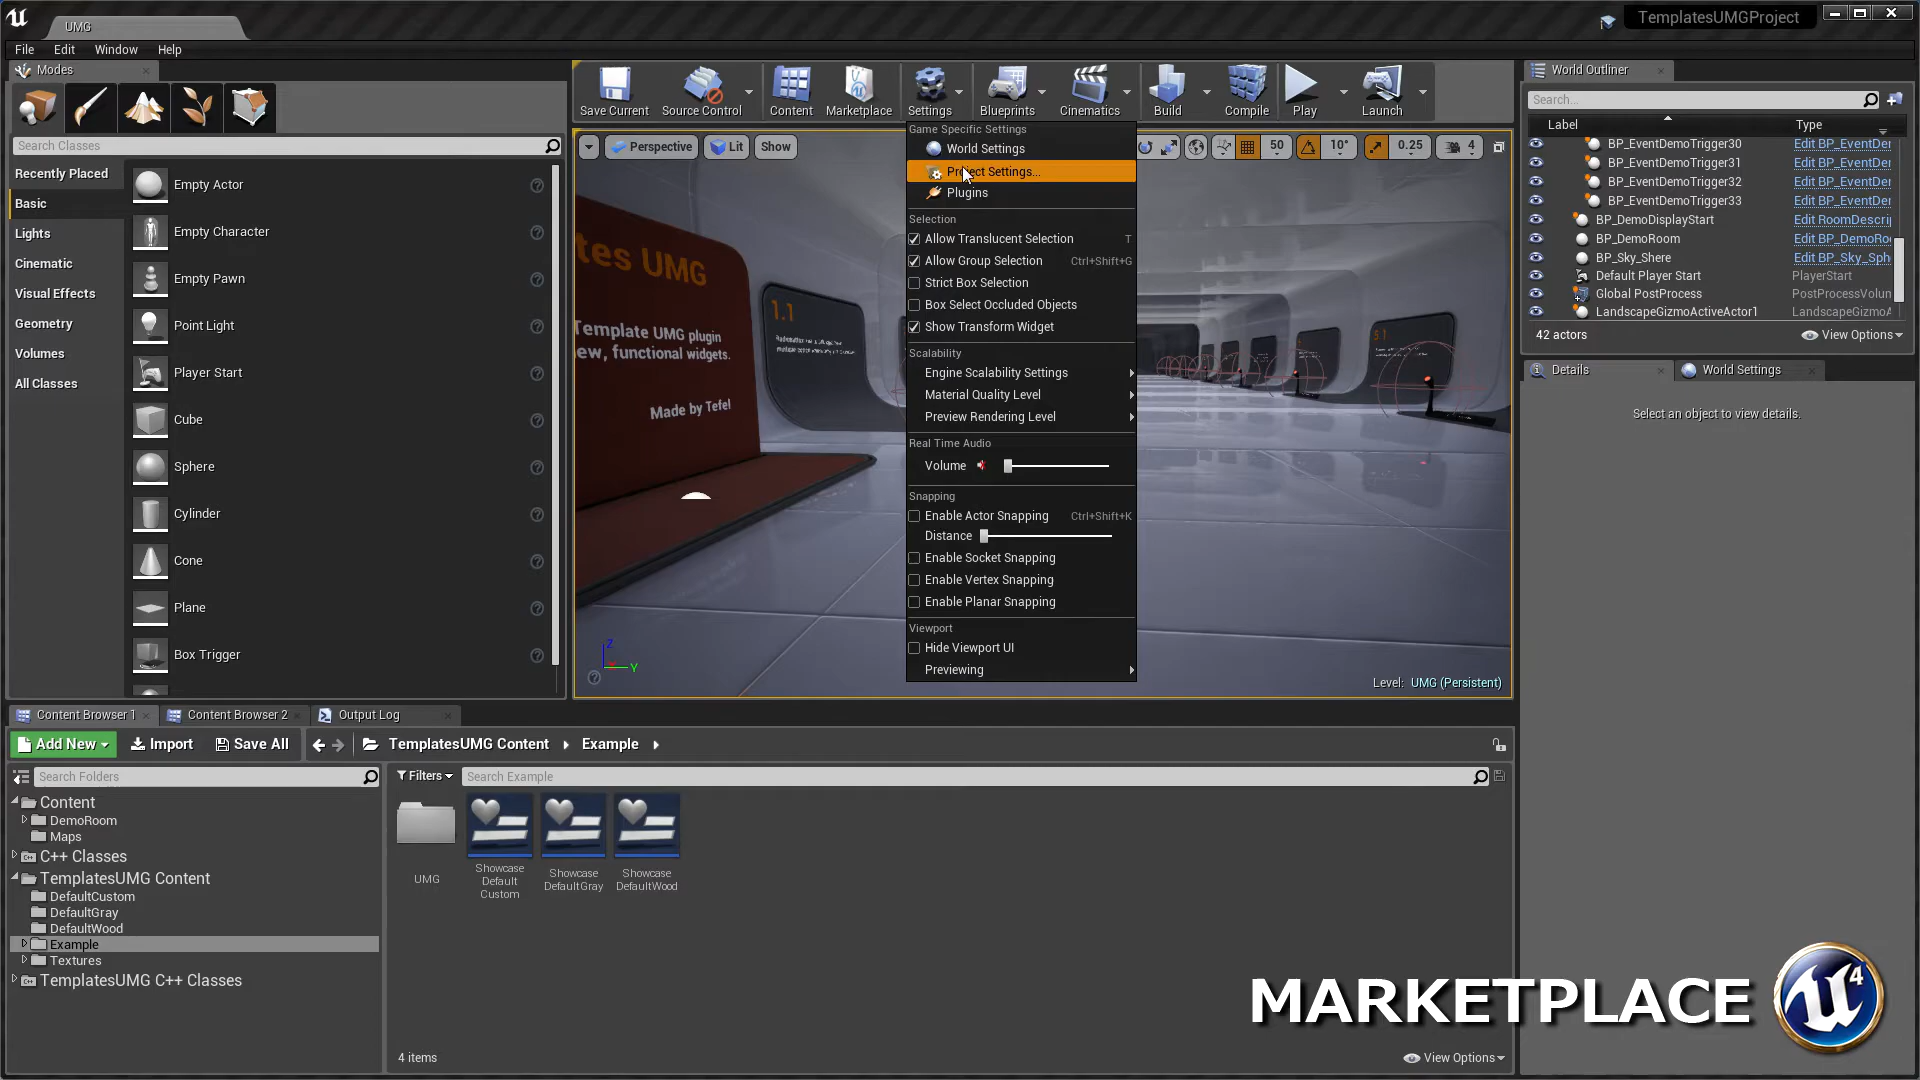 UMG
TemplatesUMGProject
File Edit Window Help
Modes
Search Classes
Recently Placed
Basic
Lights
Cinematic
Visual Effects
Geometry
Volumes
All Classes
Empty Actor
Empty Character
Empty Pawn
Point Light
Player Start
Cube
Sphere
Cylinder
Cone
Plane
Box Trigger
Save Current Source Control Content Marketplace Settings Blueprints Cinematics Build Compile Play Launch
Perspective Lit Show
50 10° 0.25 4
Game Specific Settings
World Settings
Project Settings...
Plugins
Selection
Allow Translucent Selection T
Allow Group Selection Ctrl+Shift+G
Strict Box Selection
Box Select Occluded Objects
Show Transform Widget
Scalability
Engine Scalability Settings
Material Quality Level
Preview Rendering Level
Real Time Audio
Volume
Snapping
Enable Actor Snapping Ctrl+Shift+K
Distance
Enable Socket Snapping
Enable Vertex Snapping
Enable Planar Snapping
Viewport
Hide Viewport UI
Previewing
tes UMG
Template UMG plugin
ew, functional widgets.
Made by Tefel
1.1
5.1
Z
Y
Level: UMG (Persistent)
World Outliner
Search...
Label Type
BP_EventDemoTrigger30 Edit BP_EventDer
BP_EventDemoTrigger31 Edit BP_EventDer
BP_EventDemoTrigger32 Edit BP_EventDer
BP_EventDemoTrigger33 Edit BP_EventDer
BP_DemoDisplayStart Edit RoomDescri
BP_DemoRoom Edit BP_DemoRo
BP_Sky_Shere Edit BP_Sky_Sph
Default Player Start PlayerStart
Global PostProcess PostProcessVolun
LandscapeGizmoActiveActor1 LandscapeGizmoA
42 actors View Options
Details World Settings
Select an object to view details.
Content Browser 1 Content Browser 2 Output Log
Add New Import Save All TemplatesUMG Content Example
Search Folders
Filters Search Example
Content
DemoRoom
Maps
C++ Classes
TemplatesUMG Content
DefaultCustom
DefaultGray
DefaultWood
Example
Textures
TemplatesUMG C++ Classes
UMG
Showcase
Default
Custom
Showcase
DefaultGray
Showcase
DefaultWood
4 items View Options
MARKETPLACE
4